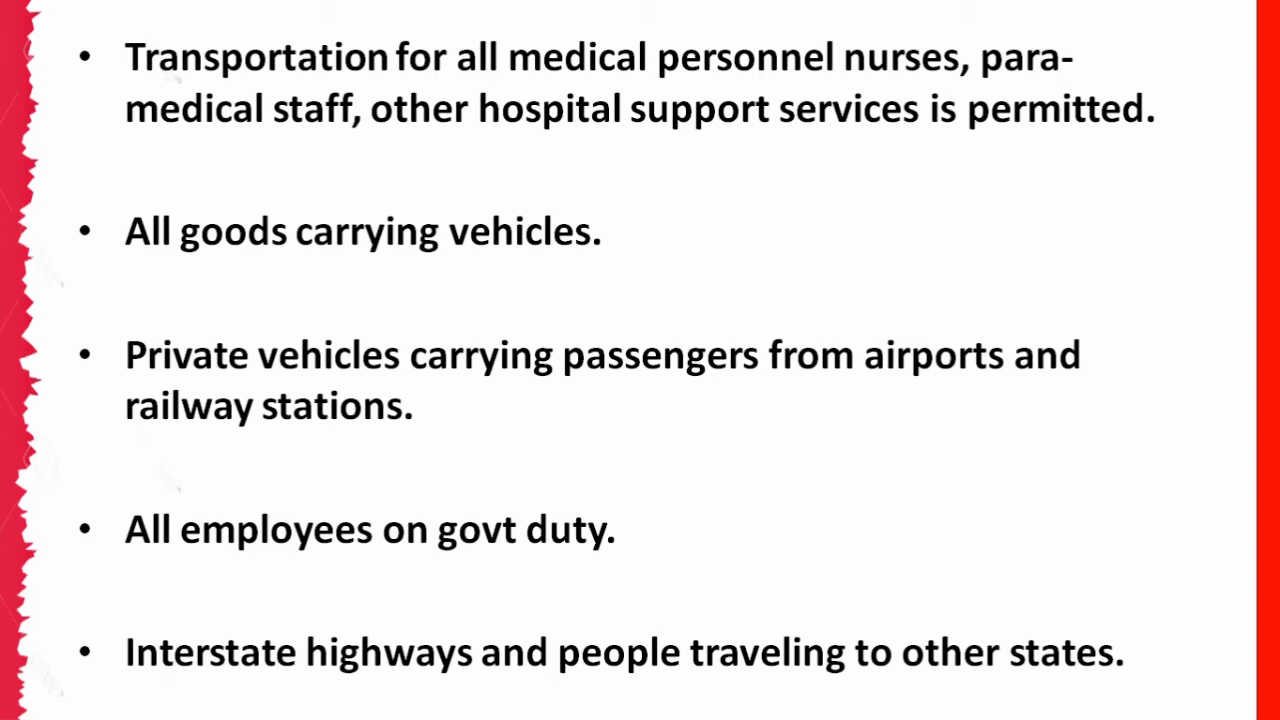 • Transportation for all medical personnel nurses, para-
medical staff, other hospital support services is permitted.
• All goods carrying vehicles.
• Private vehicles carrying passengers from airports and
railway stations.
• All employees on govt duty.
• Interstate highways and people traveling to other states.